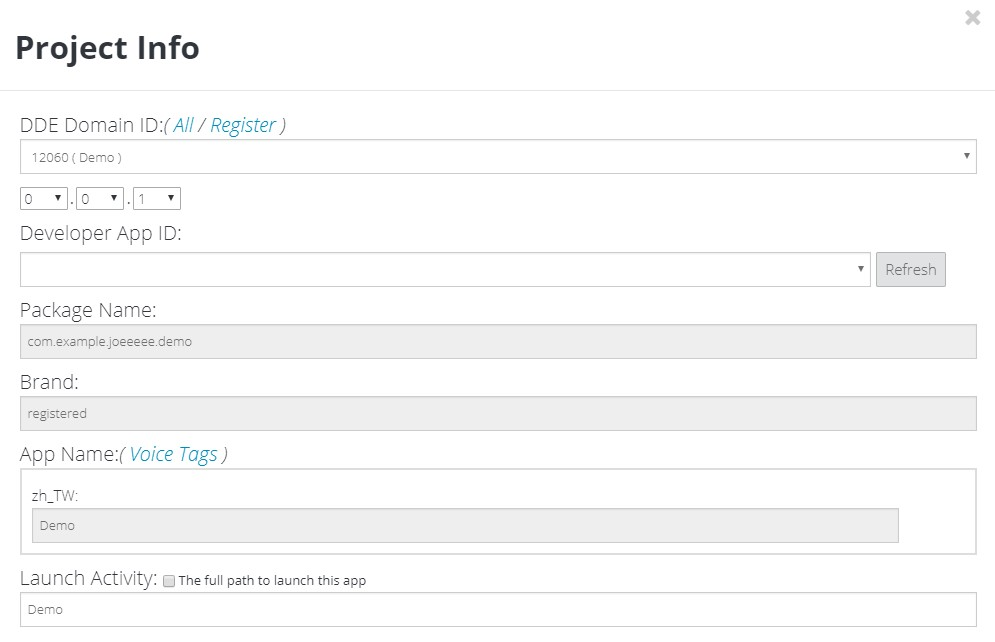 Project Info
DDE Domain ID:( All / Register )
12060 ( Demo )
0 . 0 . 1
Developer App ID:
Refresh
Package Name:
com.example.joeeeee.demo
Brand:
registered
App Name:( Voice Tags )
zh_TW:
Demo
Launch Activity: The full path to launch this app
Demo